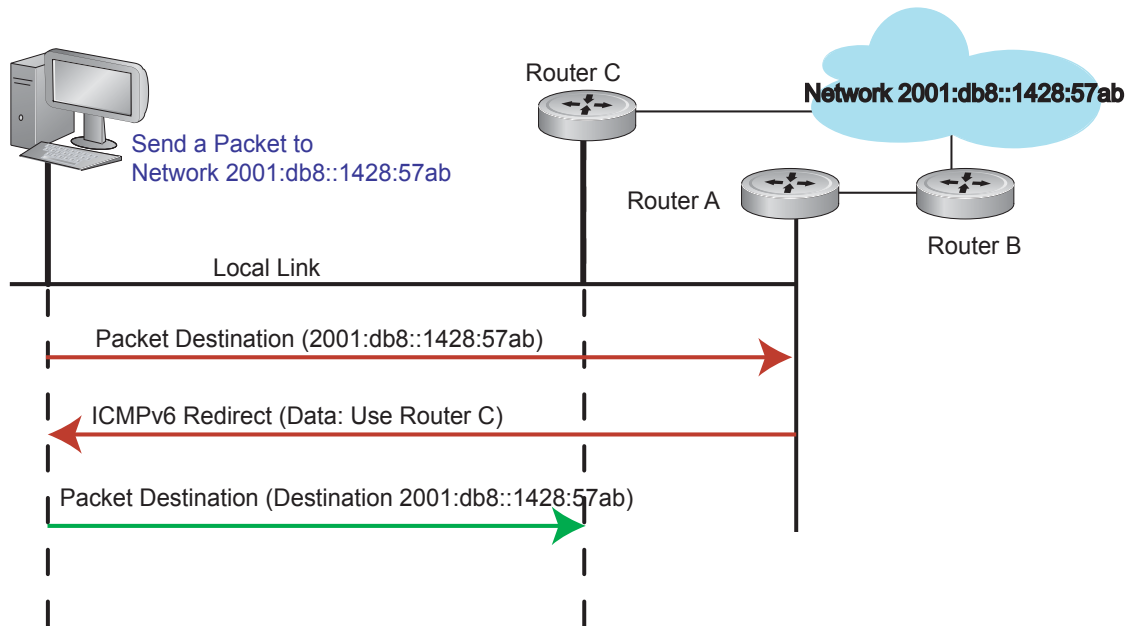 Router C
Network 2001:db8::1428:57ab
Send a Packet to
Network 2001:db8::1428:57ab
Router A
Router B
Local Link
Packet Destination (2001:db8::1428:57ab)
ICMPv6 Redirect (Data: Use Router C)
Packet Destination (Destination 2001:db8::1428:57ab)